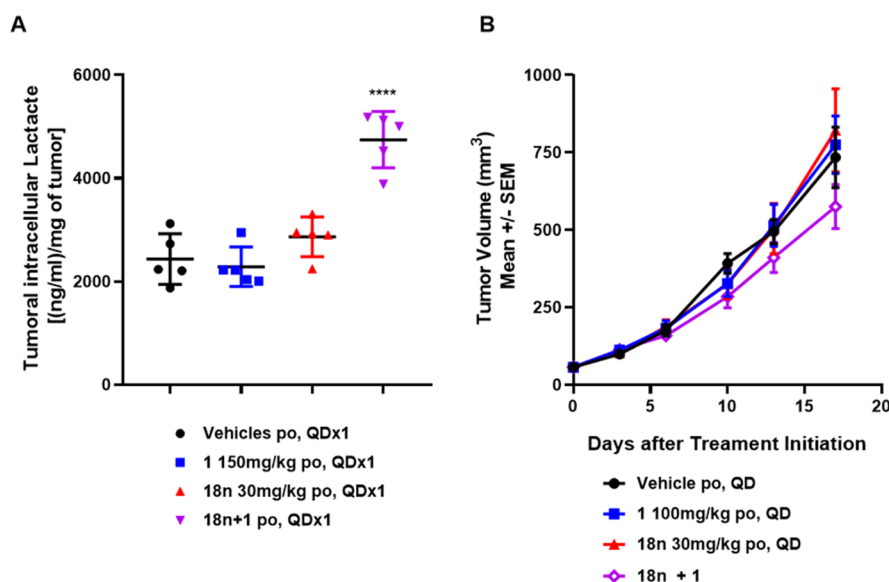 A
Tumoral intracellular Lactacte
[(ng/ml)/mg of tumor]
6000
4000
2000
0
****
Vehicles po, QDx1
1 150mg/kg po, QDx1
18n 30mg/kg po, QDx1
18n+1 po, QDx1
B
Tumor Volume (mm³)
Mean +/- SEM
1000
750
500
250
0
0 5 10 15 20
Days after Treament Initiation
Vehicle po, QD
1 100mg/kg po, QD
18n 30mg/kg po, QD
18n + 1